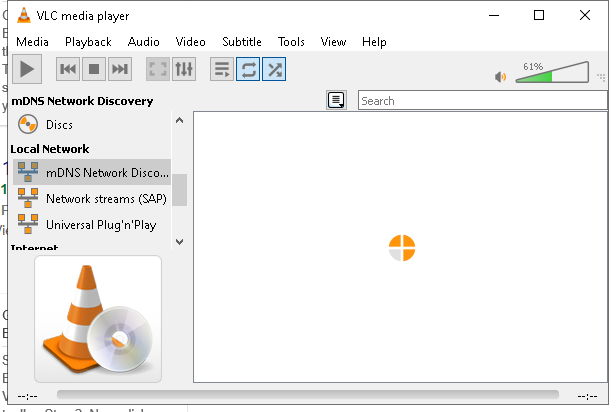 VLC media player
Media Playback Audio Video Subtitle Tools View Help
61%
mDNS Network Discovery
Search
Discs
Local Network
mDNS Network Disco...
Network streams (SAP)
Universal Plug'n'Play
Internet
--:--
--:--